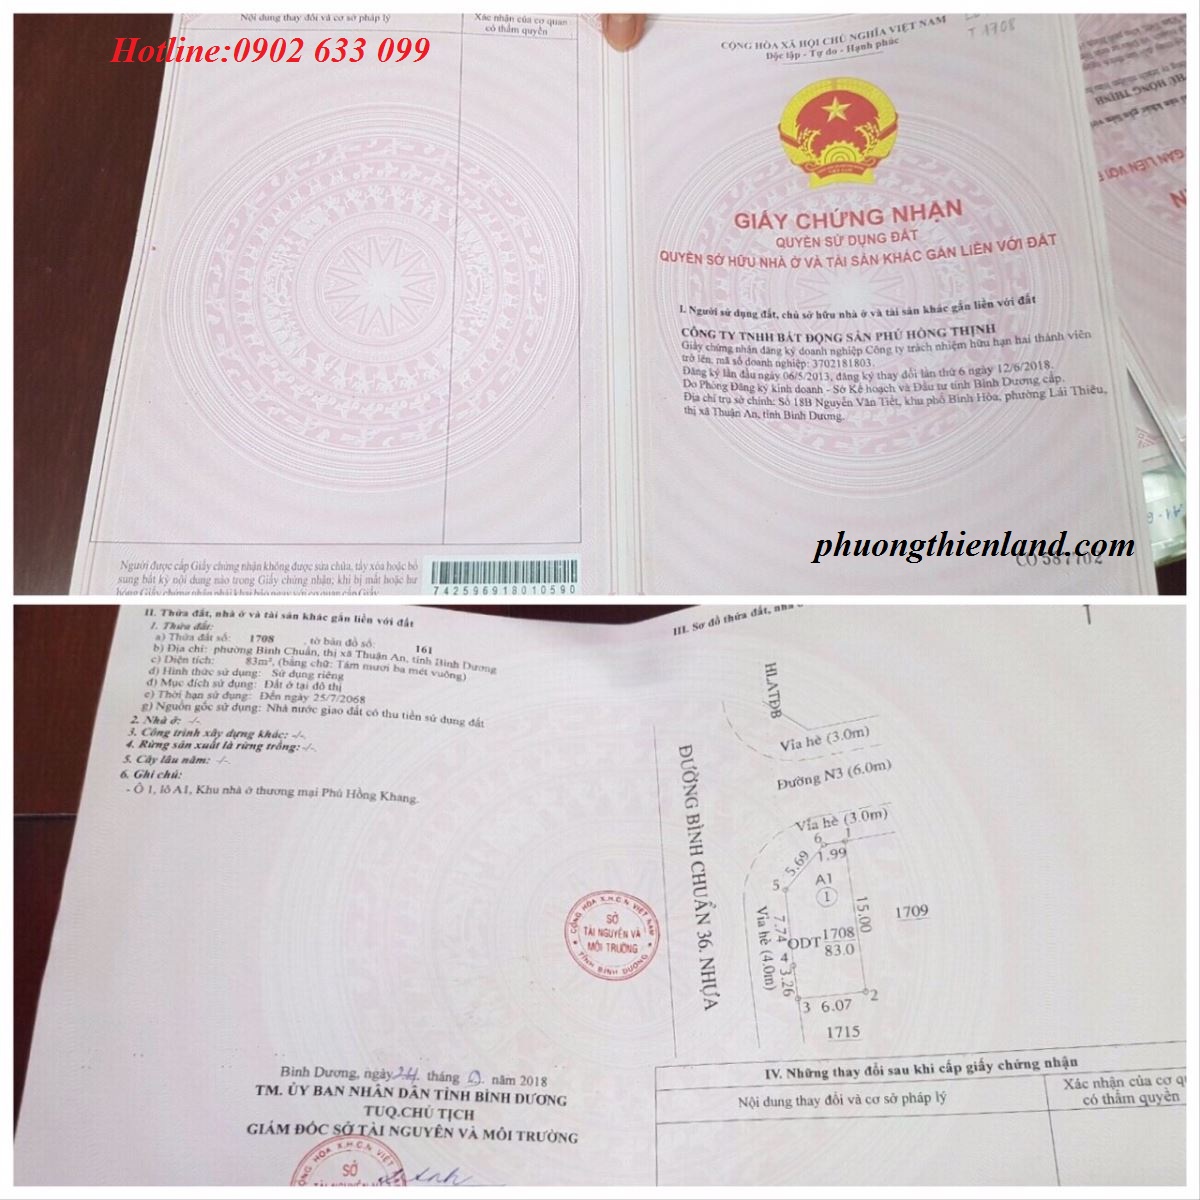 Nội dung thay đổi và cơ sở pháp lý
Xác nhận của cơ quan
có thẩm quyền
Hotline:0902 633 099
CỘNG HÒA XÃ HỘI CHỦ NGHĨA VIỆT NAM
Độc lập - Tự do - Hạnh phúc
T 1708
GIẤY CHỨNG NHẬN
QUYỀN SỬ DỤNG ĐẤT
QUYỀN SỞ HỮU NHÀ Ở VÀ TÀI SẢN KHÁC GẮN LIỀN VỚI ĐẤT
I. Người sử dụng đất, chủ sở hữu nhà ở và tài sản khác gắn liền với đất
CÔNG TY TNHH BẤT ĐỘNG SẢN PHÚ HỒNG THỊNH
Giấy chứng nhận đăng ký doanh nghiệp Công ty trách nhiệm hữu hạn hai thành viên
trở lên, mã số doanh nghiệp: 3702181803.
Đăng ký lần đầu ngày 06/5/2013, đăng ký thay đổi lần thứ 6 ngày 12/6/2018.
Do Phòng Đăng ký kinh doanh - Sở Kế hoạch và Đầu tư tỉnh Bình Dương cấp.
Địa chỉ trụ sở chính: Số 18B Nguyễn Văn Tiết, khu phố Bình Hòa, phường Lái Thiêu,
thị xã Thuận An, tỉnh Bình Dương.
phuongthienland.com
CO 587702
Người được cấp Giấy chứng nhận không được sửa chữa, tẩy xóa hoặc bổ
sung bất kỳ nội dung nào trong Giấy chứng nhận; khi bị mất hoặc hư
hỏng Giấy chứng nhận phải khai báo ngay với cơ quan cấp Giấy
742596918010590
II. Thửa đất, nhà ở và tài sản khác gắn liền với đất
1. Thửa đất:
a) Thửa đất số: 1708 , tờ bản đồ số: 161
b) Địa chỉ: phường Bình Chuẩn, thị xã Thuận An, tỉnh Bình Dương
c) Diện tích: 83m², (bằng chữ: Tám mươi ba mét vuông)
d) Hình thức sử dụng: Sử dụng riêng
đ) Mục đích sử dụng: Đất ở tại đô thị
e) Thời hạn sử dụng: Đến ngày 25/7/2068
g) Nguồn gốc sử dụng: Nhà nước giao đất có thu tiền sử dụng đất
2. Nhà ở: -/-
3. Công trình xây dựng khác: -/-
4. Rừng sản xuất là rừng trồng: -/-
5. Cây lâu năm: -/-
6. Ghi chú:
- Ô 1, lô A1, Khu nhà ở thương mại Phú Hồng Khang.
III. Sơ đồ thửa đất, nhà
HLATĐB
Vỉa hè (3.0m)
Đường N3 (6.0m)
Vỉa hè (3.0m)
ĐƯỜNG BÌNH CHUẨN 36. NHỰA
Vỉa hè (4.0m)
6
1
1.99
5.69
5
A1
1
15.00
1709
7.74
ODT
1708
83.0
4
3.26
3
6.07
2
1715
CỘNG HÒA X.H.C.N VIỆT NAM
SỞ
TÀI NGUYÊN VÀ
MÔI TRƯỜNG
TỈNH BÌNH DƯƠNG
Bình Dương, ngày 24 tháng 9 năm 2018
TM. ỦY BAN NHÂN DÂN TỈNH BÌNH DƯƠNG
TUQ.CHỦ TỊCH
GIÁM ĐỐC SỞ TÀI NGUYÊN VÀ MÔI TRƯỜNG
X.H.C.N
SỞ
IV. Những thay đổi sau khi cấp giấy chứng nhận
Nội dung thay đổi và cơ sở pháp lý
Xác nhận của cơ
có thẩm quyền